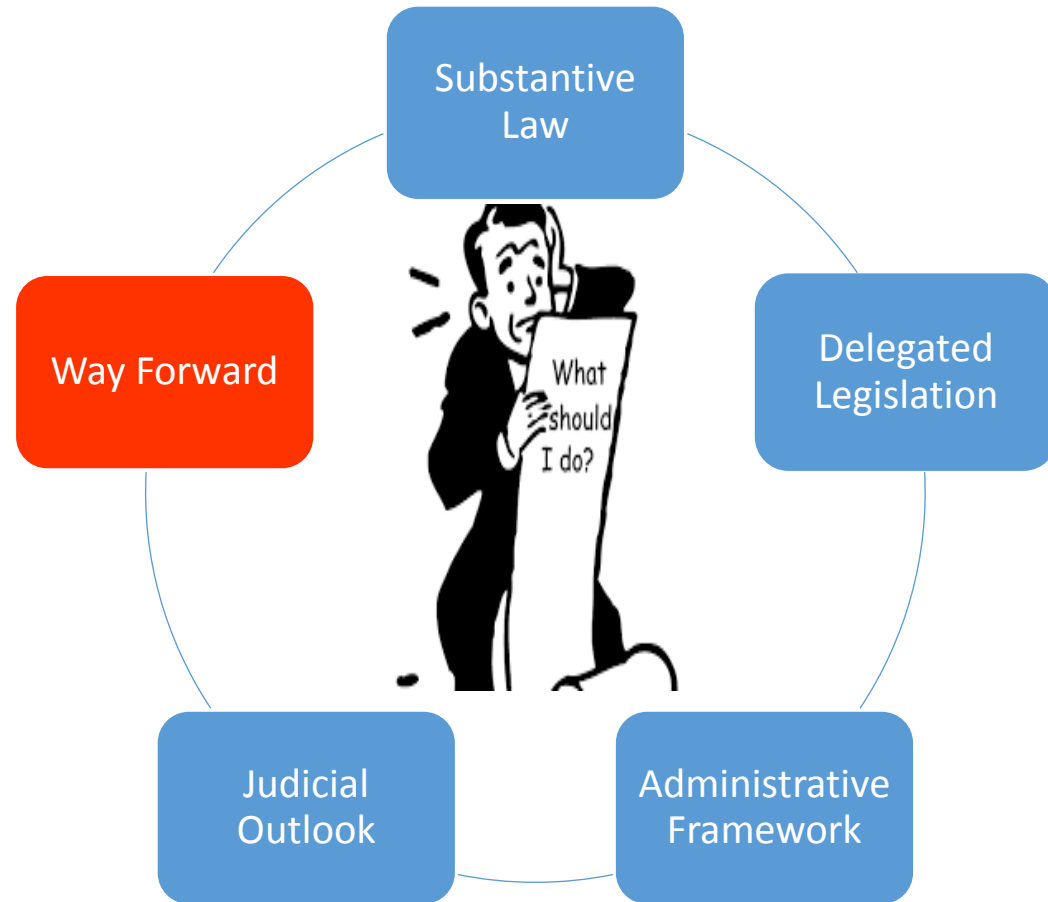 Substantive
Law
Way Forward
What
should
I do?
Delegated
Legislation
Judicial
Outlook
Administrative
Framework